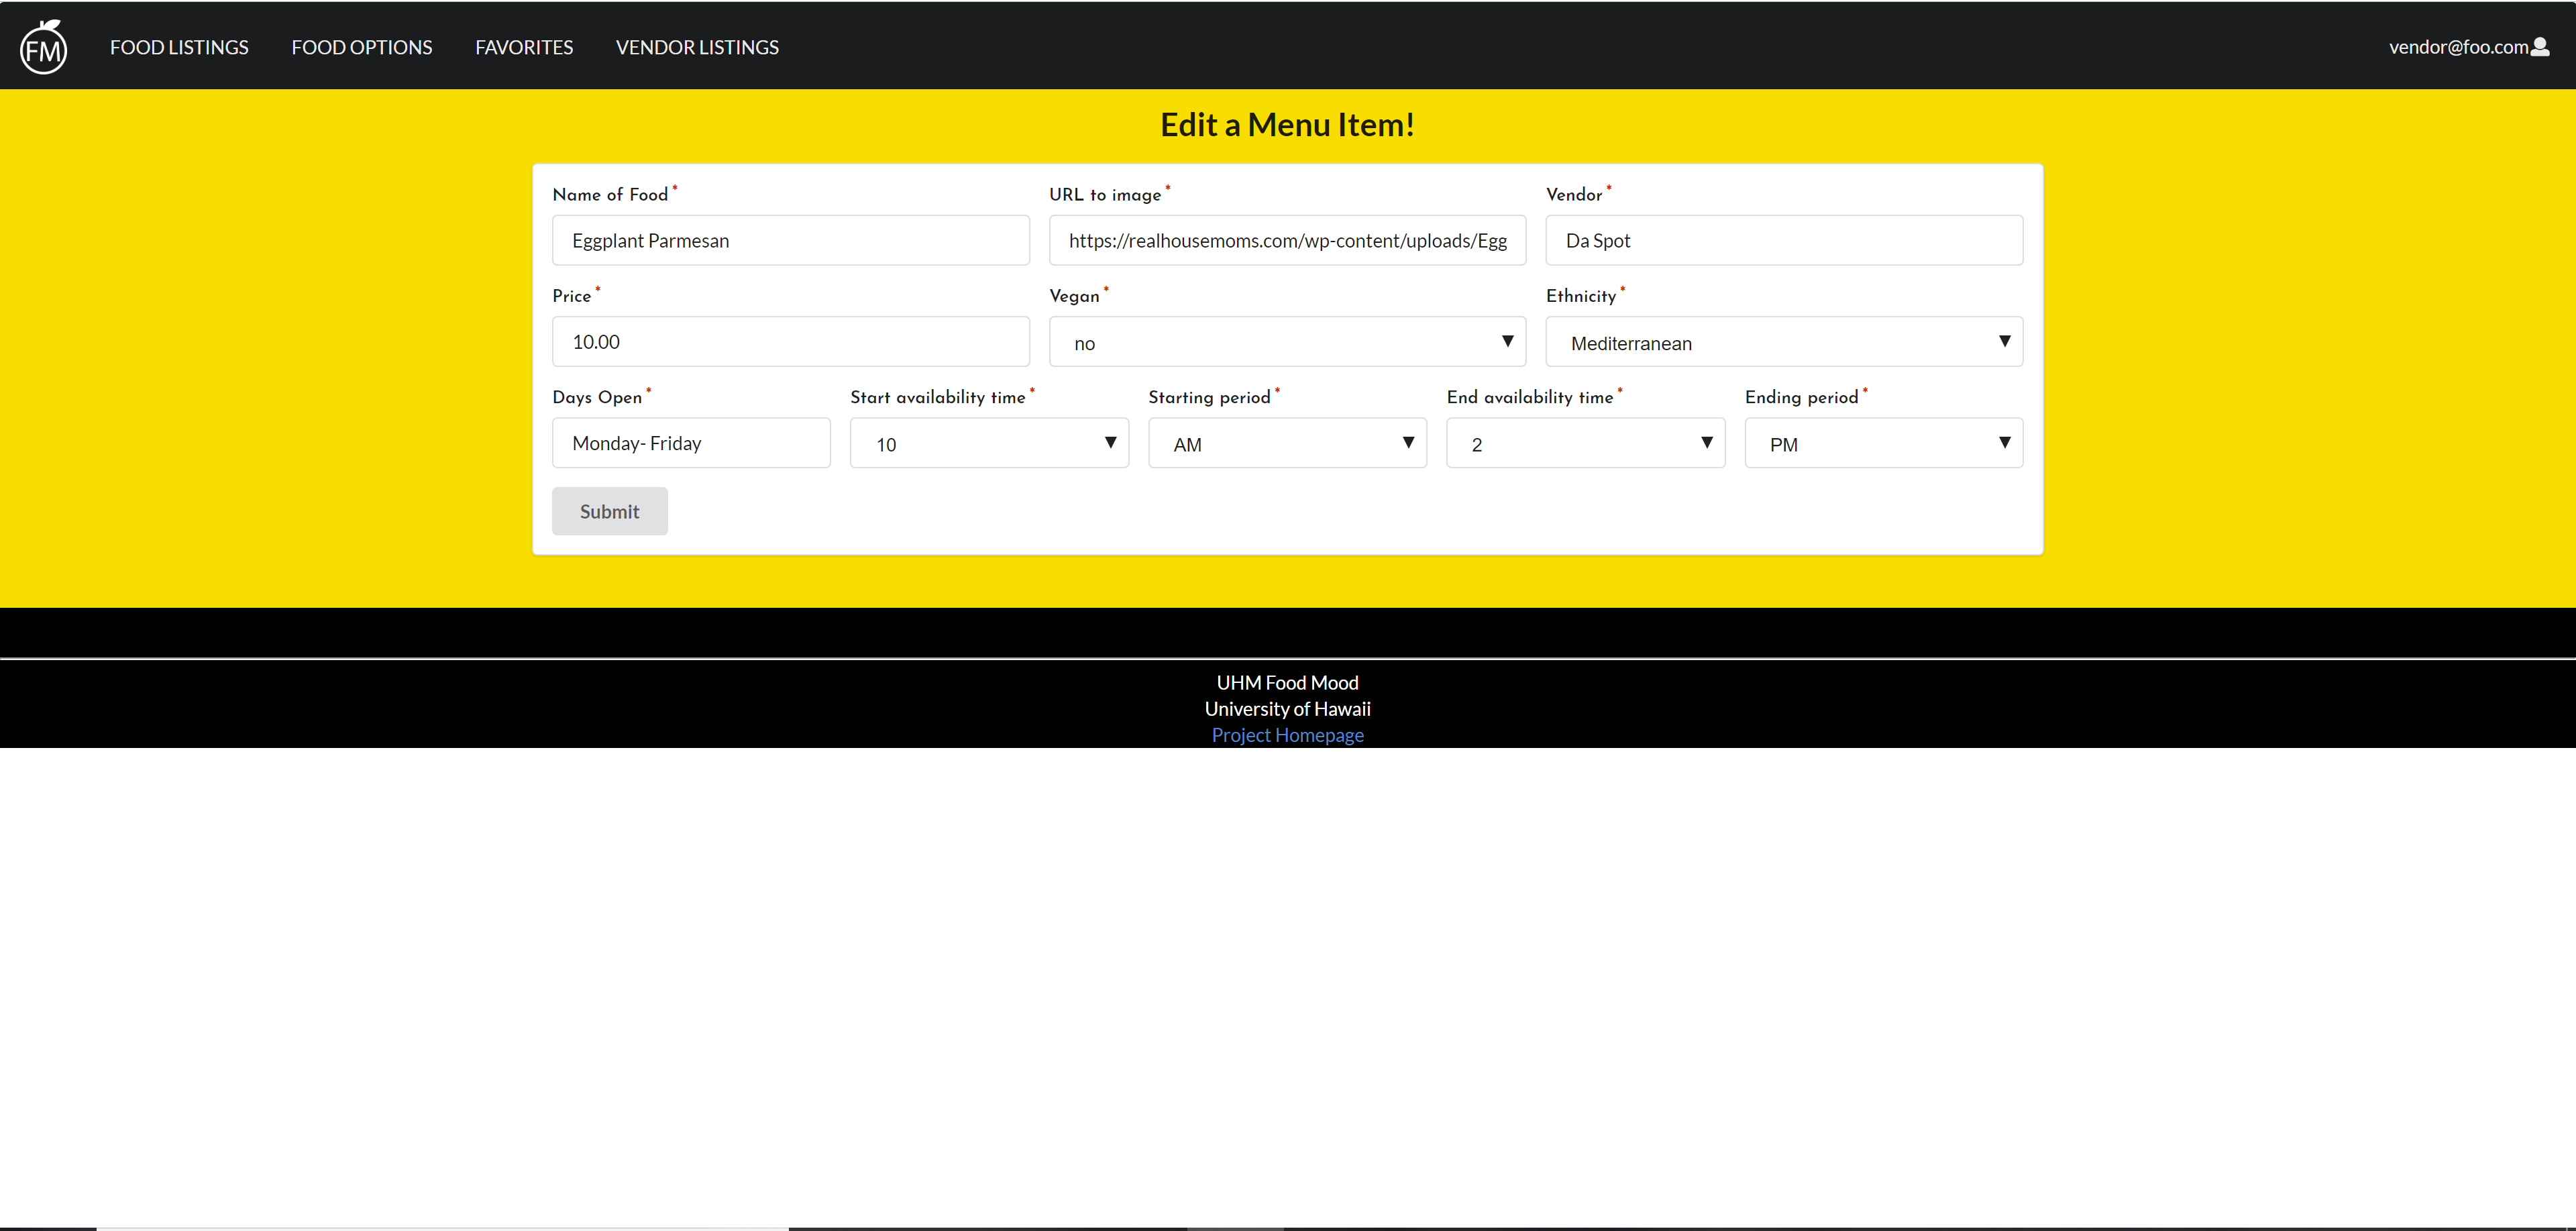 FM FOOD LISTINGS FOOD OPTIONS FAVORITES VENDOR LISTINGS vendor@foo.com
Edit a Menu Item!
Name of Food * URL to image * Vendor *
Eggplant Parmesan https://realhousemoms.com/wp-content/uploads/Egg Da Spot
Price * Vegan * Ethnicity *
10.00 no Mediterranean
Days Open * Start availability time * Starting period * End availability time * Ending period *
Monday- Friday 10 AM 2 PM
Submit
UHM Food Mood
University of Hawaii
Project Homepage